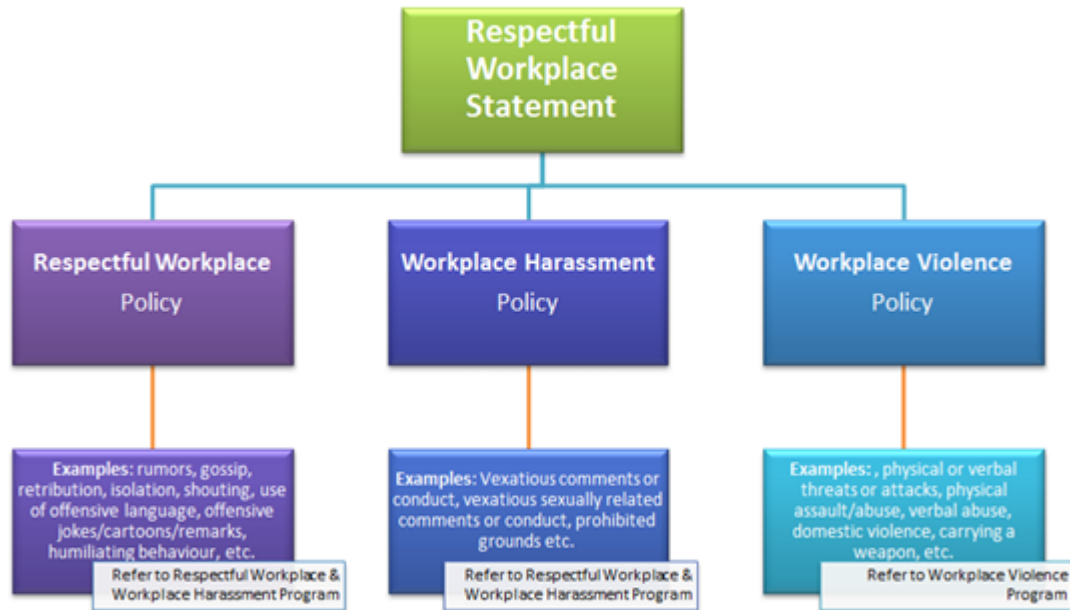 Respectful
Workplace
Statement
Respectful Workplace
Policy
Workplace Harassment
Policy
Workplace Violence
Policy
Examples: rumors, gossip,
retribution, isolation, shouting, use
of offensive language, offensive
jokes/cartoons/remarks,
humiliating behaviour, etc.
Refer to Respectful Workplace &
Workplace Harassment Program
Examples: Vexatious comments or
conduct, vexatious sexually related
comments or conduct, prohibited
grounds etc.
Refer to Respectful Workplace &
Workplace Harassment Program
Examples: , physical or verbal
threats or attacks, physical
assault/abuse, verbal abuse,
domestic violence, carrying a
weapon, etc.
Refer to Workplace Violence
Program